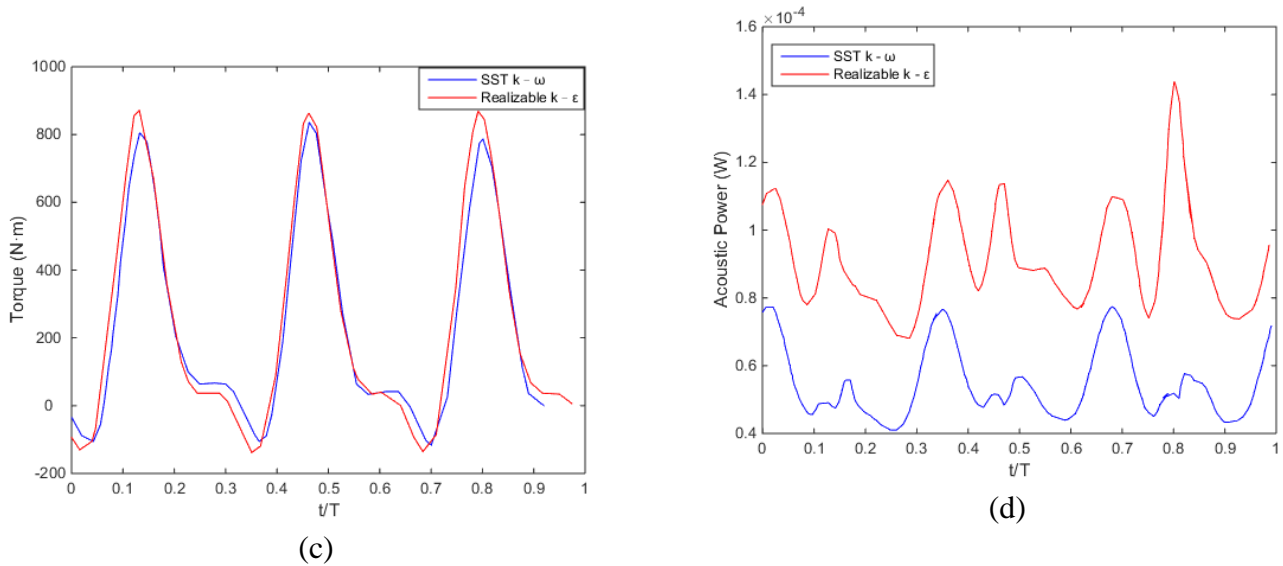 1000
800
600
400
200
0
-200
Torque (N·m)
SST k - ω
Realizable k - ε
0 0.1 0.2 0.3 0.4 0.5 0.6 0.7 0.8 0.9 1
t/T
(c)
×10-4
1.6
1.4
1.2
1
0.8
0.6
0.4
Acoustic Power (W)
SST k - ω
Realizable k - ε
0 0.1 0.2 0.3 0.4 0.5 0.6 0.7 0.8 0.9 1
t/T
(d)